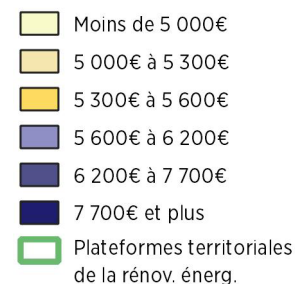 Moins de 5 000€
5 000€ à 5 300€
5 300€ à 5 600€
5 600€ à 6 200€
6 200€ à 7 700€
7 700€ et plus
Plateformes territoriales
de la rénov. énerg.